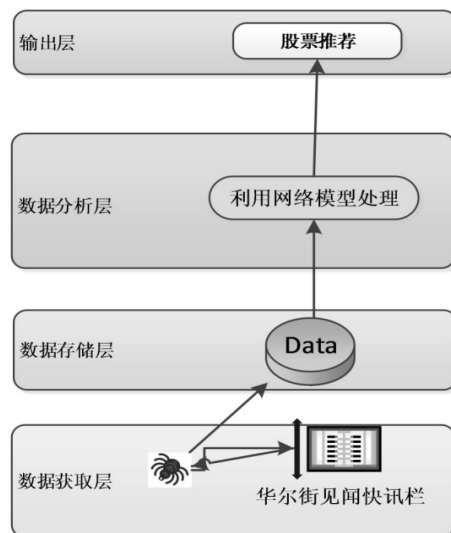 输出层
股票推荐
数据分析层
利用网络模型处理
数据存储层
Data
数据获取层
华尔街见闻快讯栏